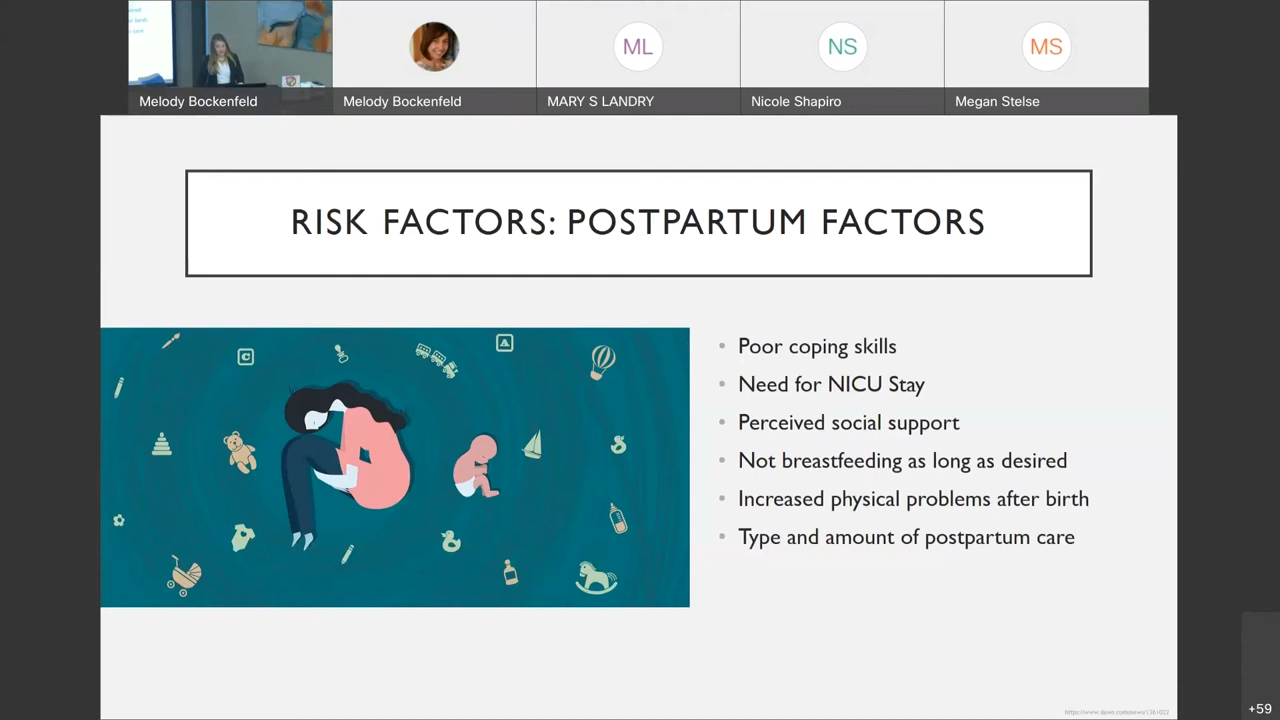 Melody Bockenfeld
Melody Bockenfeld
ML
MARY S LANDRY
NS
Nicole Shapiro
MS
Megan Stelse
RISK FACTORS: POSTPARTUM FACTORS
C
A
• Poor coping skills
• Need for NICU Stay
• Perceived social support
• Not breastfeeding as long as desired
• Increased physical problems after birth
• Type and amount of postpartum care
+59